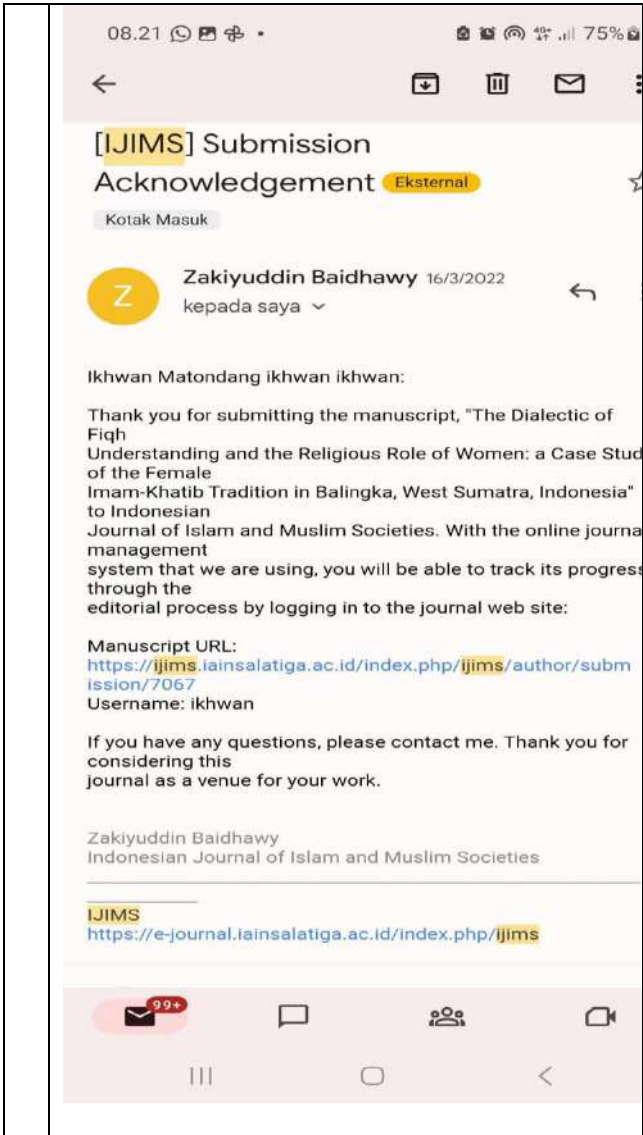 08.21
75%
[IJIMS] Submission
Acknowledgement Eksternal
Kotak Masuk
Z
Zakiyuddin Baidhawy 16/3/2022
kepada saya
Ikhwan Matondang ikhwan ikhwan:
Thank you for submitting the manuscript, "The Dialectic of
Fiqh
Understanding and the Religious Role of Women: a Case Stud
of the Female
Imam-Khatib Tradition in Balingka, West Sumatra, Indonesia"
to Indonesian
Journal of Islam and Muslim Societies. With the online journa
management
system that we are using, you will be able to track its progress
through the
editorial process by logging in to the journal web site:
Manuscript URL:
https://ijims.iainsalatiga.ac.id/index.php/ijims/author/subm
ission/7067
Username: ikhwan
If you have any questions, please contact me. Thank you for
considering this
journal as a venue for your work.
Zakiyuddin Baidhawy
Indonesian Journal of Islam and Muslim Societies
IJIMS
https://e-journal.iainsalatiga.ac.id/index.php/ijims
99+